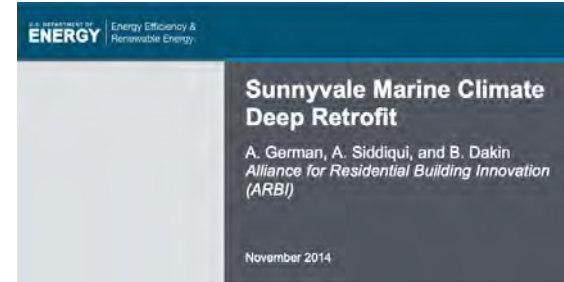 U.S. DEPARTMENT OF
ENERGY
Energy Efficiency &
Renewable Energy
Sunnyvale Marine Climate
Deep Retrofit
A. German, A. Siddiqui, and B. Dakin
Alliance for Residential Building Innovation
(ARBI)
November 2014